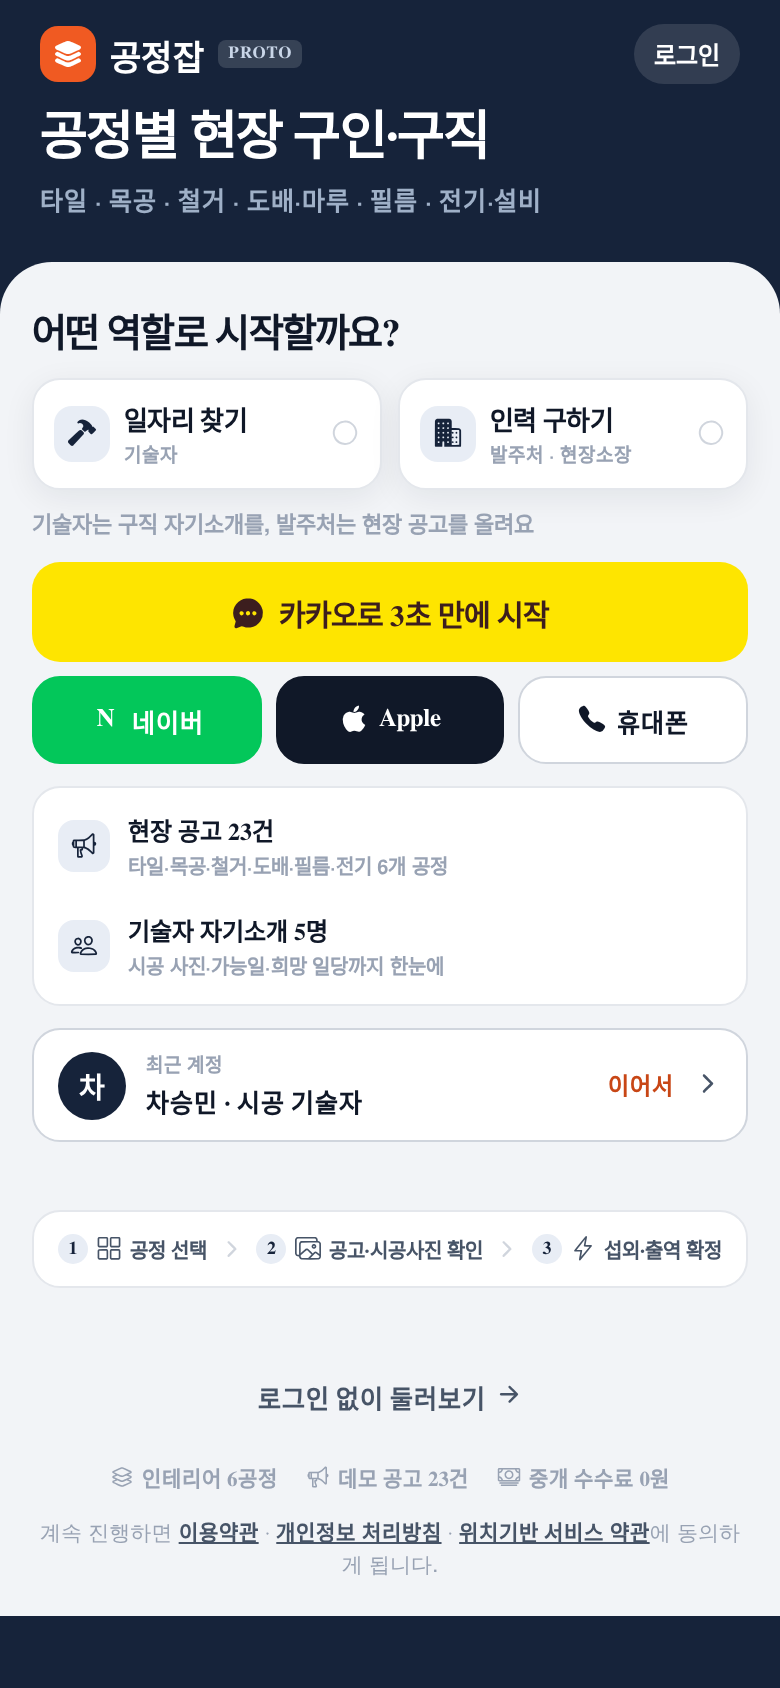 공정잡 PROTO
로그인
공정별 현장 구인·구직
타일 · 목공 · 철거 · 도배·마루 · 필름 · 전기·설비
어떤 역할로 시작할까요?
일자리 찾기
기술자
인력 구하기
발주처 · 현장소장
기술자는 구직 자기소개를, 발주처는 현장 공고를 올려요
카카오로 3초 만에 시작
N 네이버
Apple
휴대폰
현장 공고 23건
타일·목공·철거·도배·필름·전기 6개 공정
기술자 자기소개 5명
시공 사진·가능일·희망 일당까지 한눈에
차
최근 계정
차승민 · 시공 기술자
이어서
1 공정 선택
2 공고·시공사진 확인
3 섭외·출역 확정
로그인 없이 둘러보기
인테리어 6공정
데모 공고 23건
중개 수수료 0원
계속 진행하면 이용약관 · 개인정보 처리방침 · 위치기반 서비스 약관에 동의하
게 됩니다.